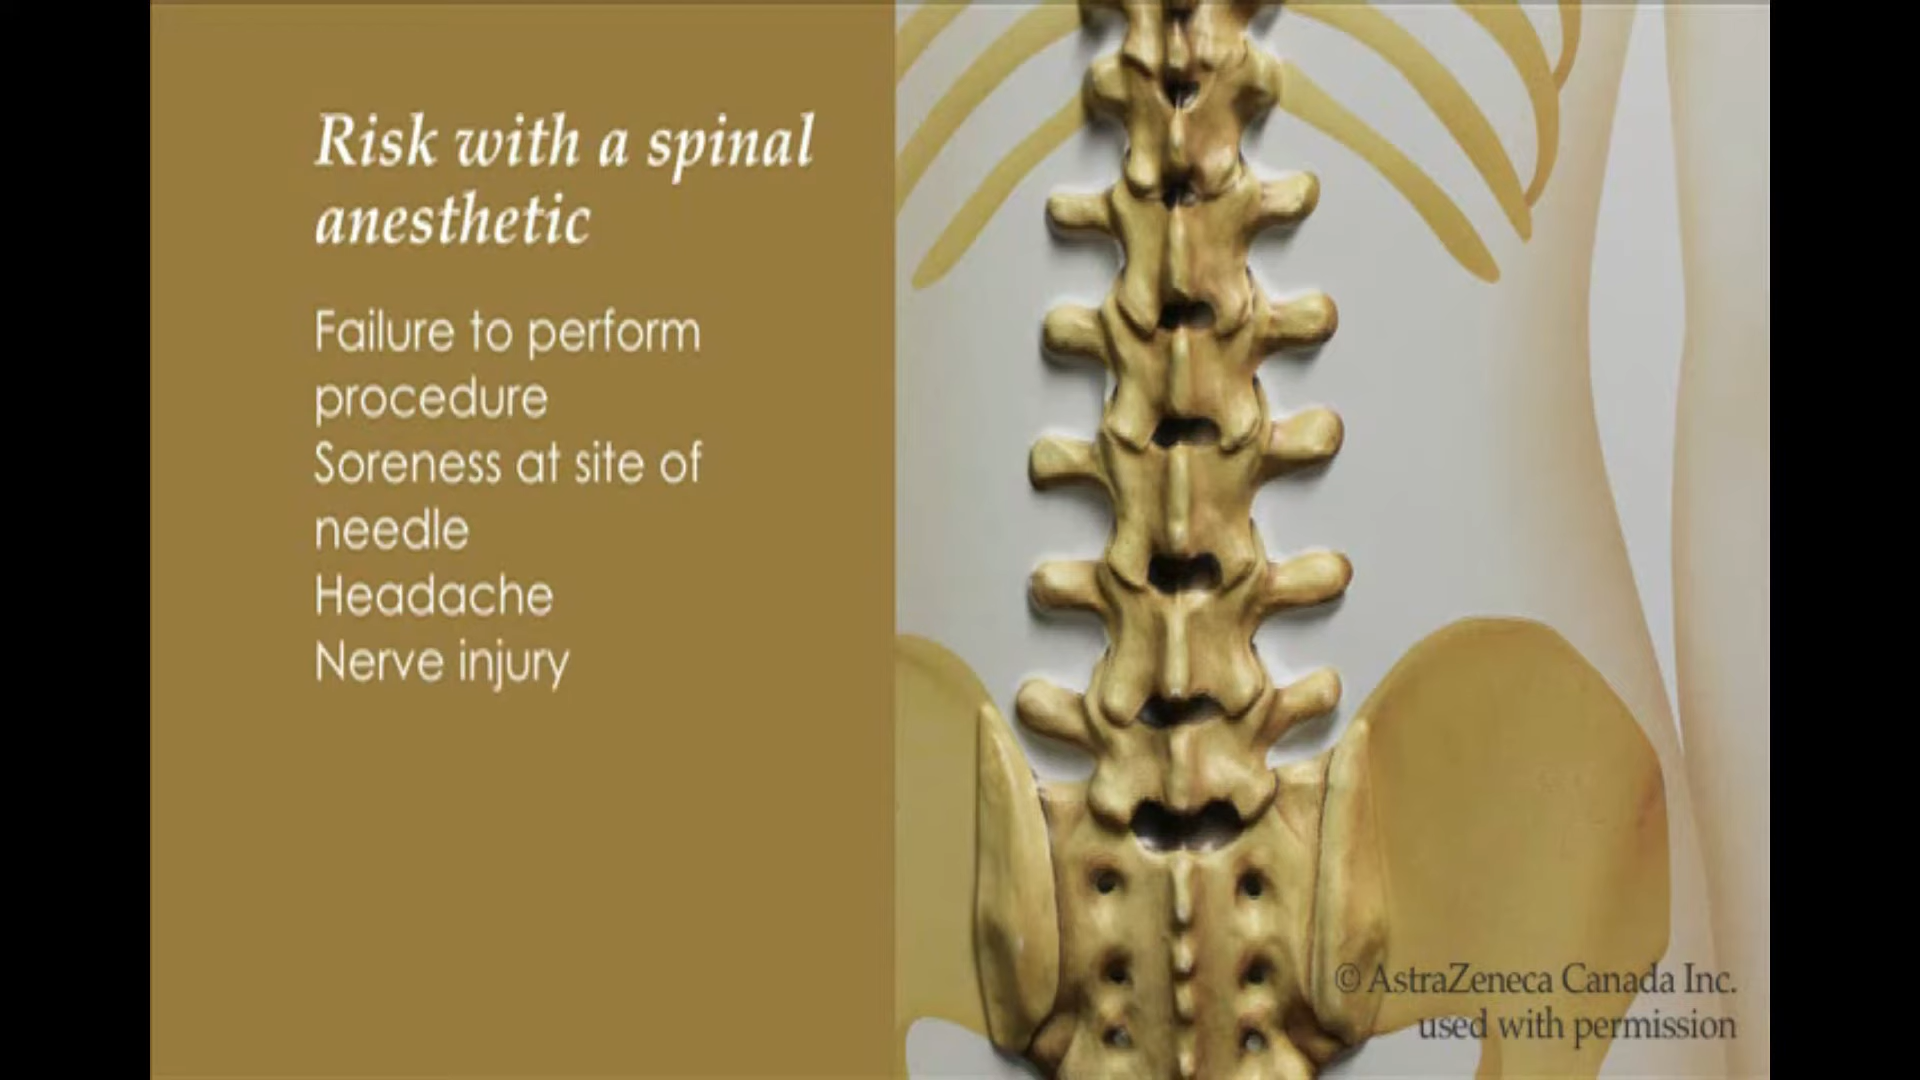 Risk with a spinal
anesthetic
Failure to perform
procedure
Soreness at site of
needle
Headache
Nerve injury
© AstraZeneca Canada Inc.
used with permission